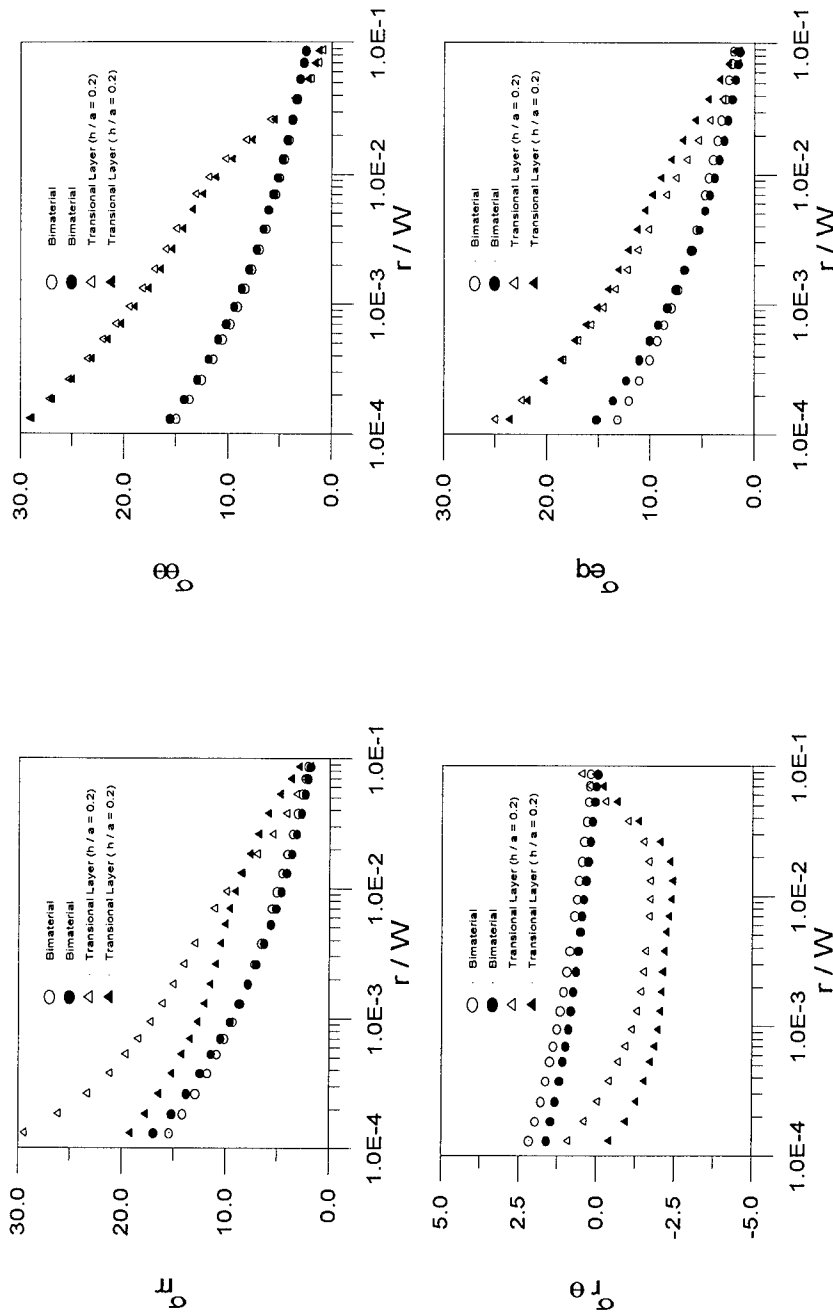 σrr
30.0
20.0
10.0
0.0
Bimaterial
Bimaterial
Transional Layer (h / a = 0.2)
Transional Layer ( h / a = 0.2)
1.0E-4
1.0E-3
1.0E-2
1.0E-1
r / W
σθθ
30.0
20.0
10.0
0.0
Bimaterial
Bimaterial
Transional Layer (h / a = 0.2)
Transional Layer ( h / a = 0.2)
1.0E-4
1.0E-3
1.0E-2
1.0E-1
r / W
σrθ
5.0
2.5
0.0
-2.5
-5.0
Bimaterial
Bimaterial
Transional Layer (h / a = 0.2)
Transional Layer ( h / a = 0.2)
1.0E-4
1.0E-3
1.0E-2
1.0E-1
r / W
σeq
30.0
20.0
10.0
0.0
Bimaterial
Bimaterial
Transional Layer (h / a = 0.2)
Transional Layer ( h / a = 0.2)
1.0E-4
1.0E-3
1.0E-2
1.0E-1
r / W